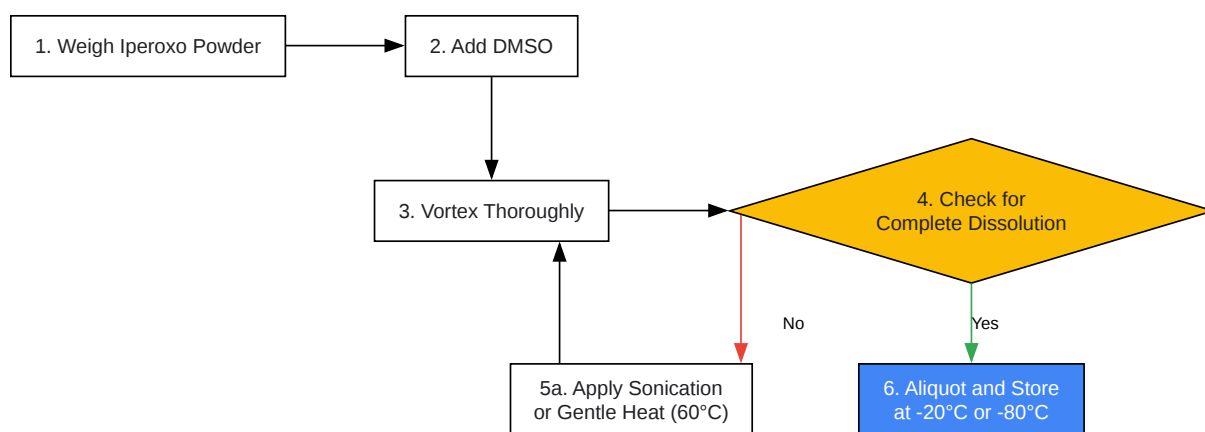 1. Weigh Iperoxo Powder
2. Add DMSO
3. Vortex Thoroughly
4. Check for
Complete Dissolution
No
Yes
5a. Apply Sonication
or Gentle Heat (60°C)
6. Aliquot and Store
at -20°C or -80°C